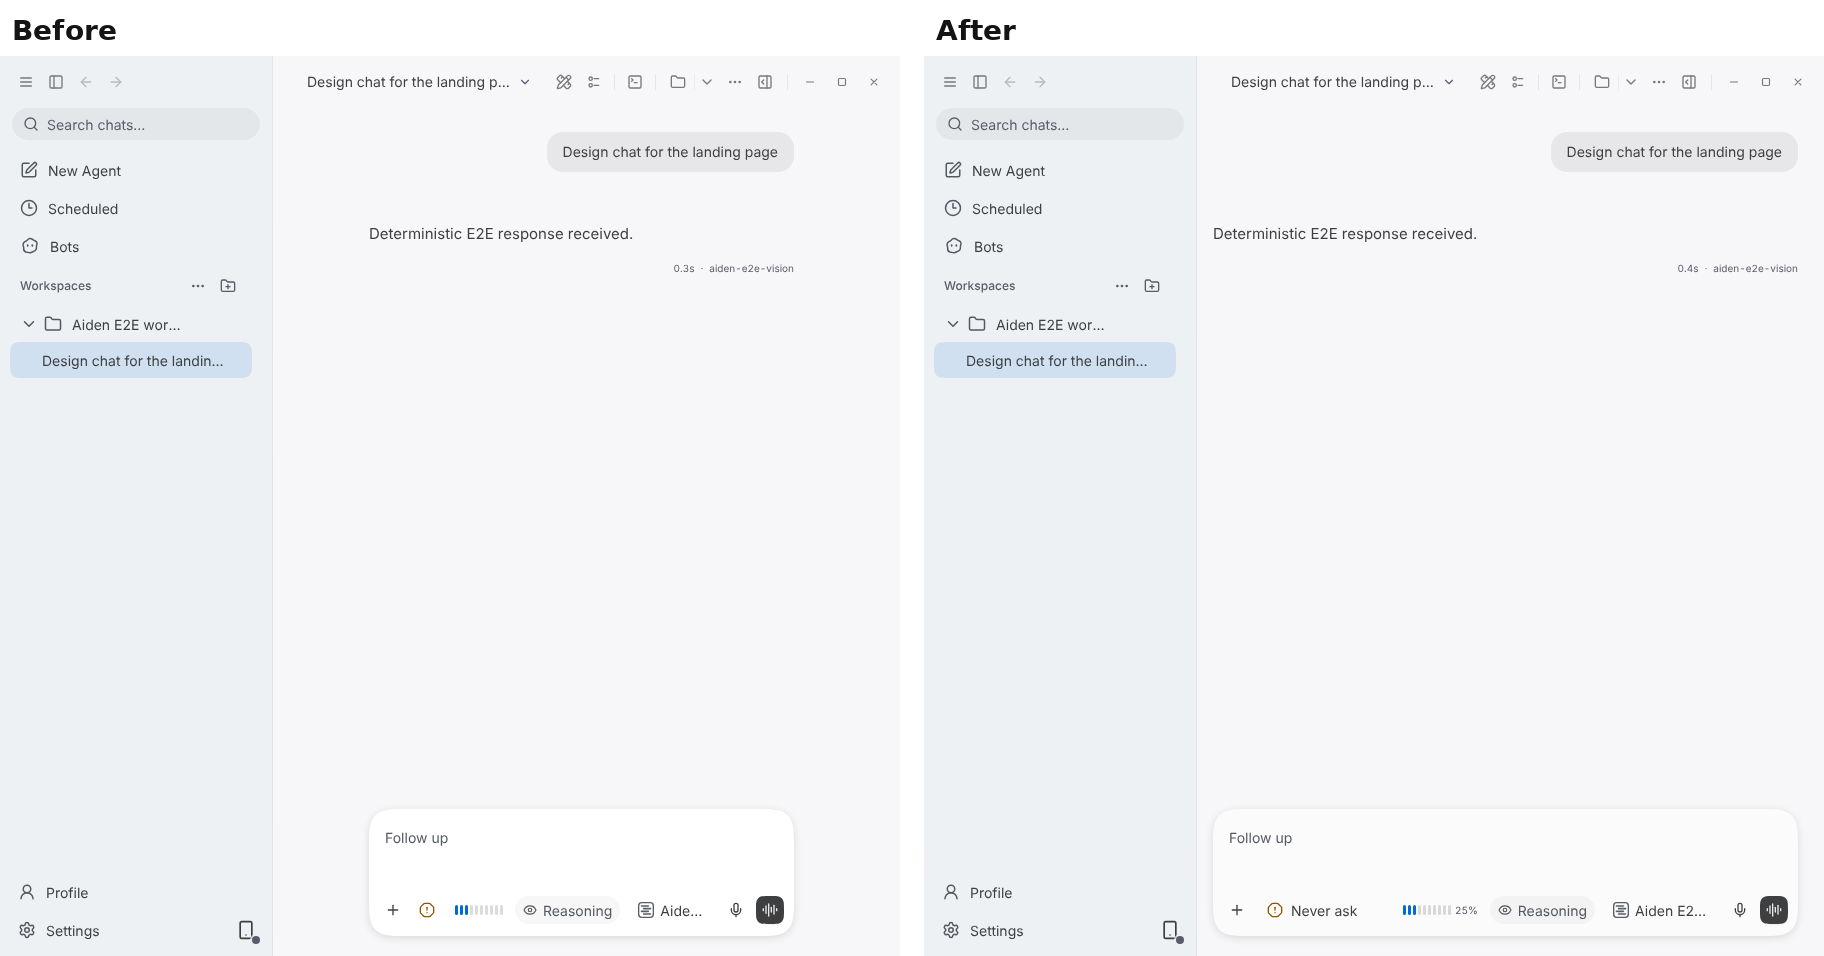 Before
Design chat for the landing p...
Search chats...
Design chat for the landing page
New Agent
Scheduled
Deterministic E2E response received.
Bots
0.3s · aiden-e2e-vision
Workspaces
Aiden E2E wor...
Design chat for the landin...
Follow up
Profile
Reasoning
Aide...
Settings
After
Design chat for the landing p...
Search chats...
Design chat for the landing page
New Agent
Scheduled
Deterministic E2E response received.
Bots
0.4s · aiden-e2e-vision
Workspaces
Aiden E2E wor...
Design chat for the landin...
Follow up
Profile
Never ask
25%
Reasoning
Aiden E2...
Settings